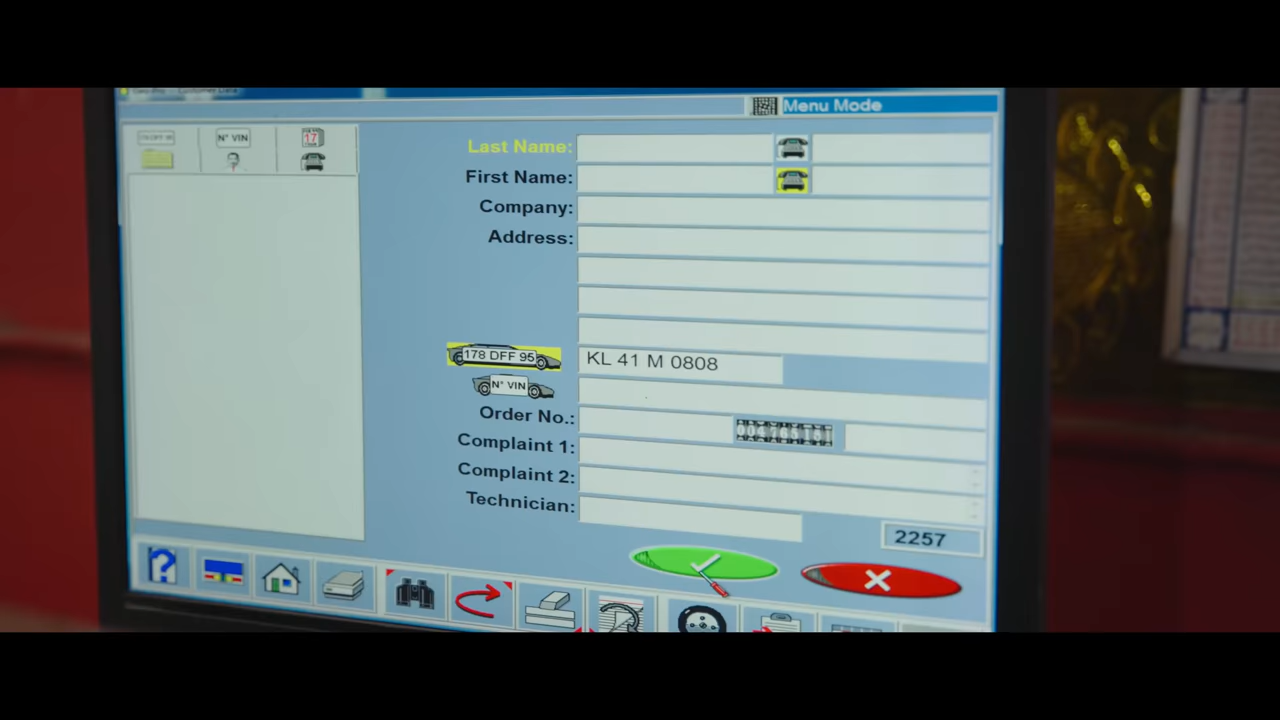 Menu Mode
N° VIN
17
Last Name:
First Name:
Company:
Address:
178 DFF 95
KL 41 M 0808
N° VIN
Order No.:
Complaint 1:
Complaint 2:
Technician:
2257